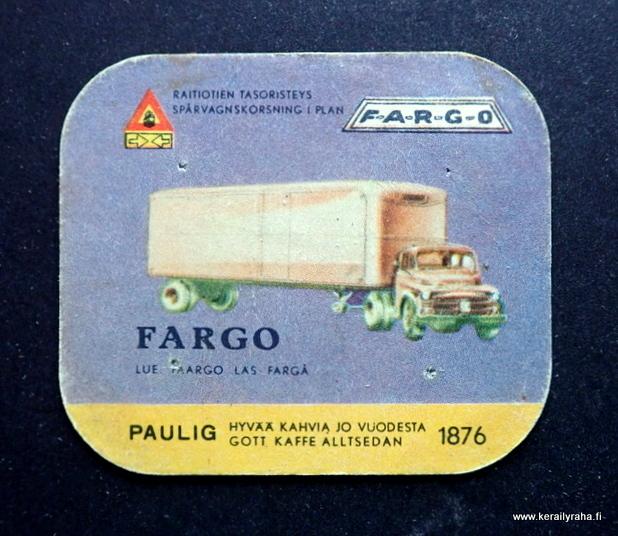 RAITIOTIEN TASORISTEYS
SPÅRVAGNSKORSNING I PLAN
F-A-R-G-O
FARGO
LUE FAARGO LÄS FARGÅ
PAULIG
HYVÄÄ KAHVIA JO VUODESTA
GOTT KAFFE ALLTSEDAN
1876
www.kerailyraha.fi